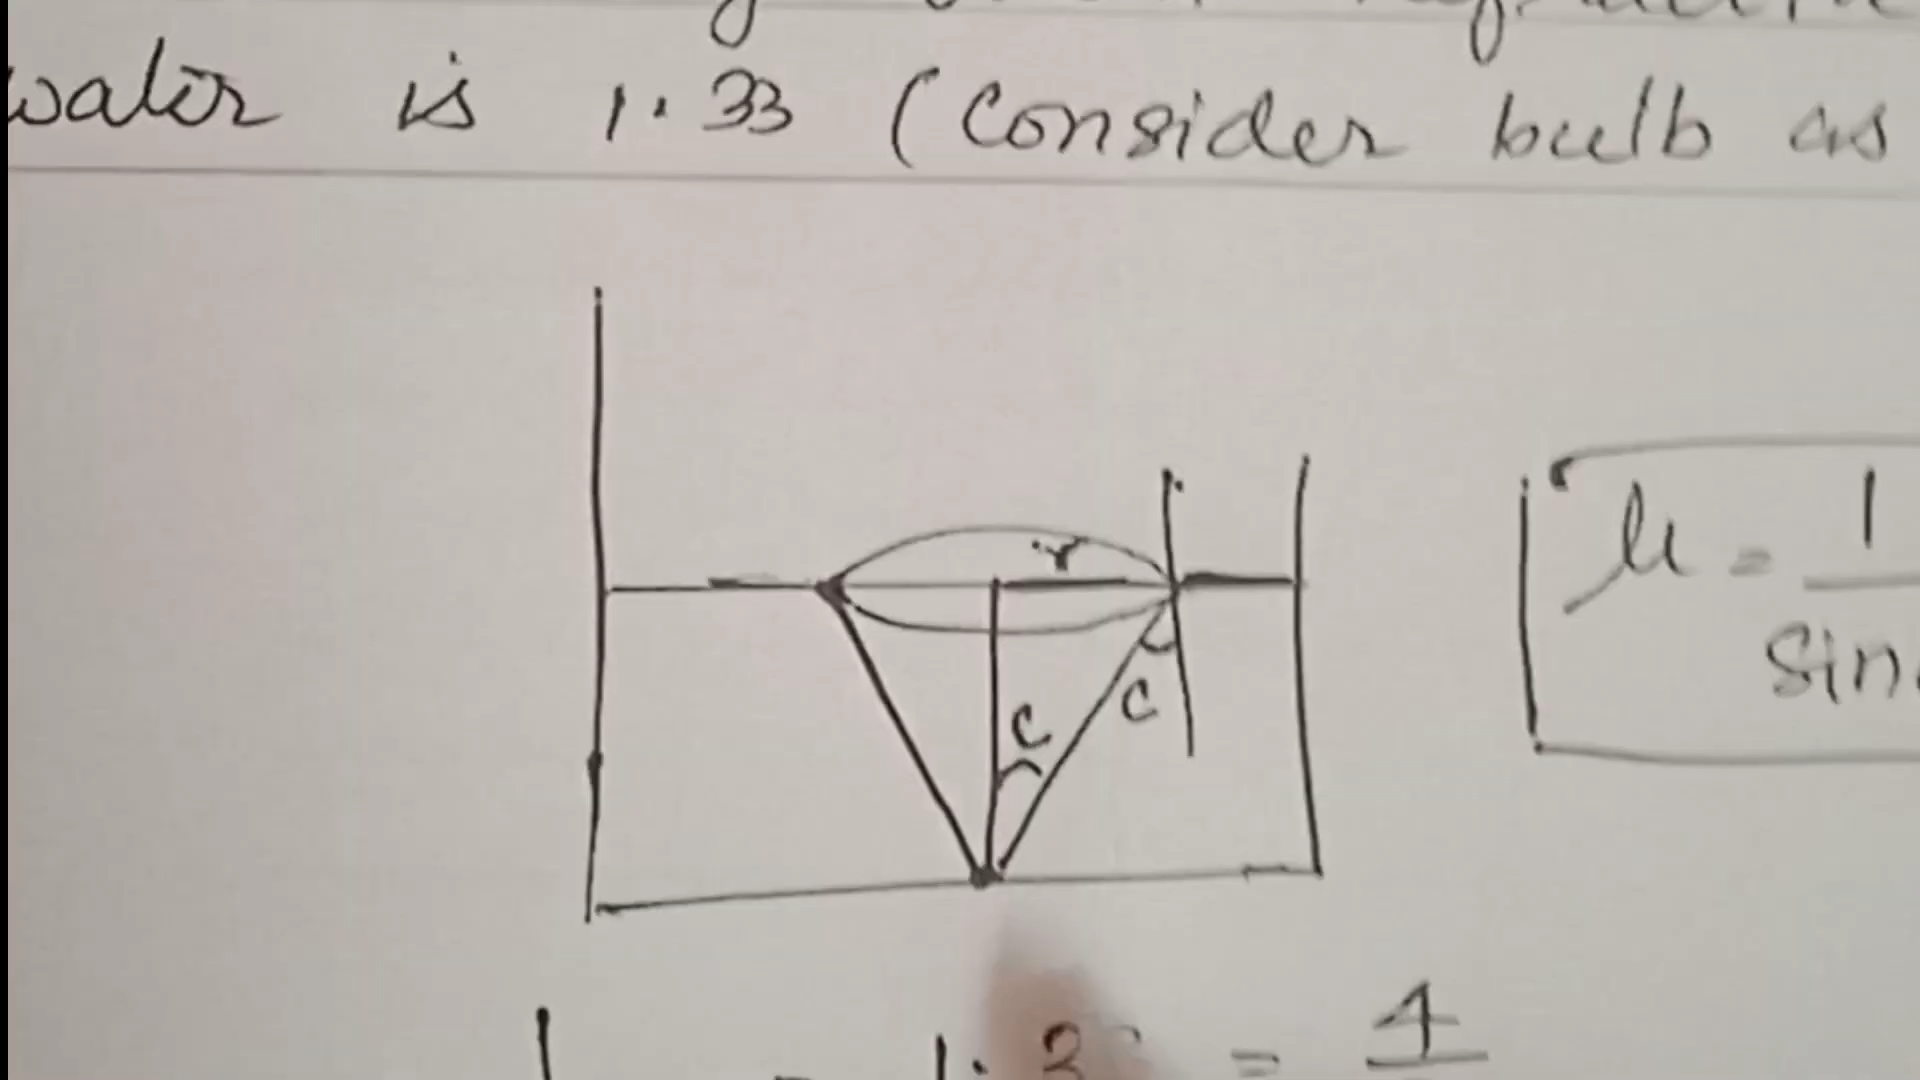 water is 1.33 (Consider bulb as
r
C
C
μ = 1
sin
= 4